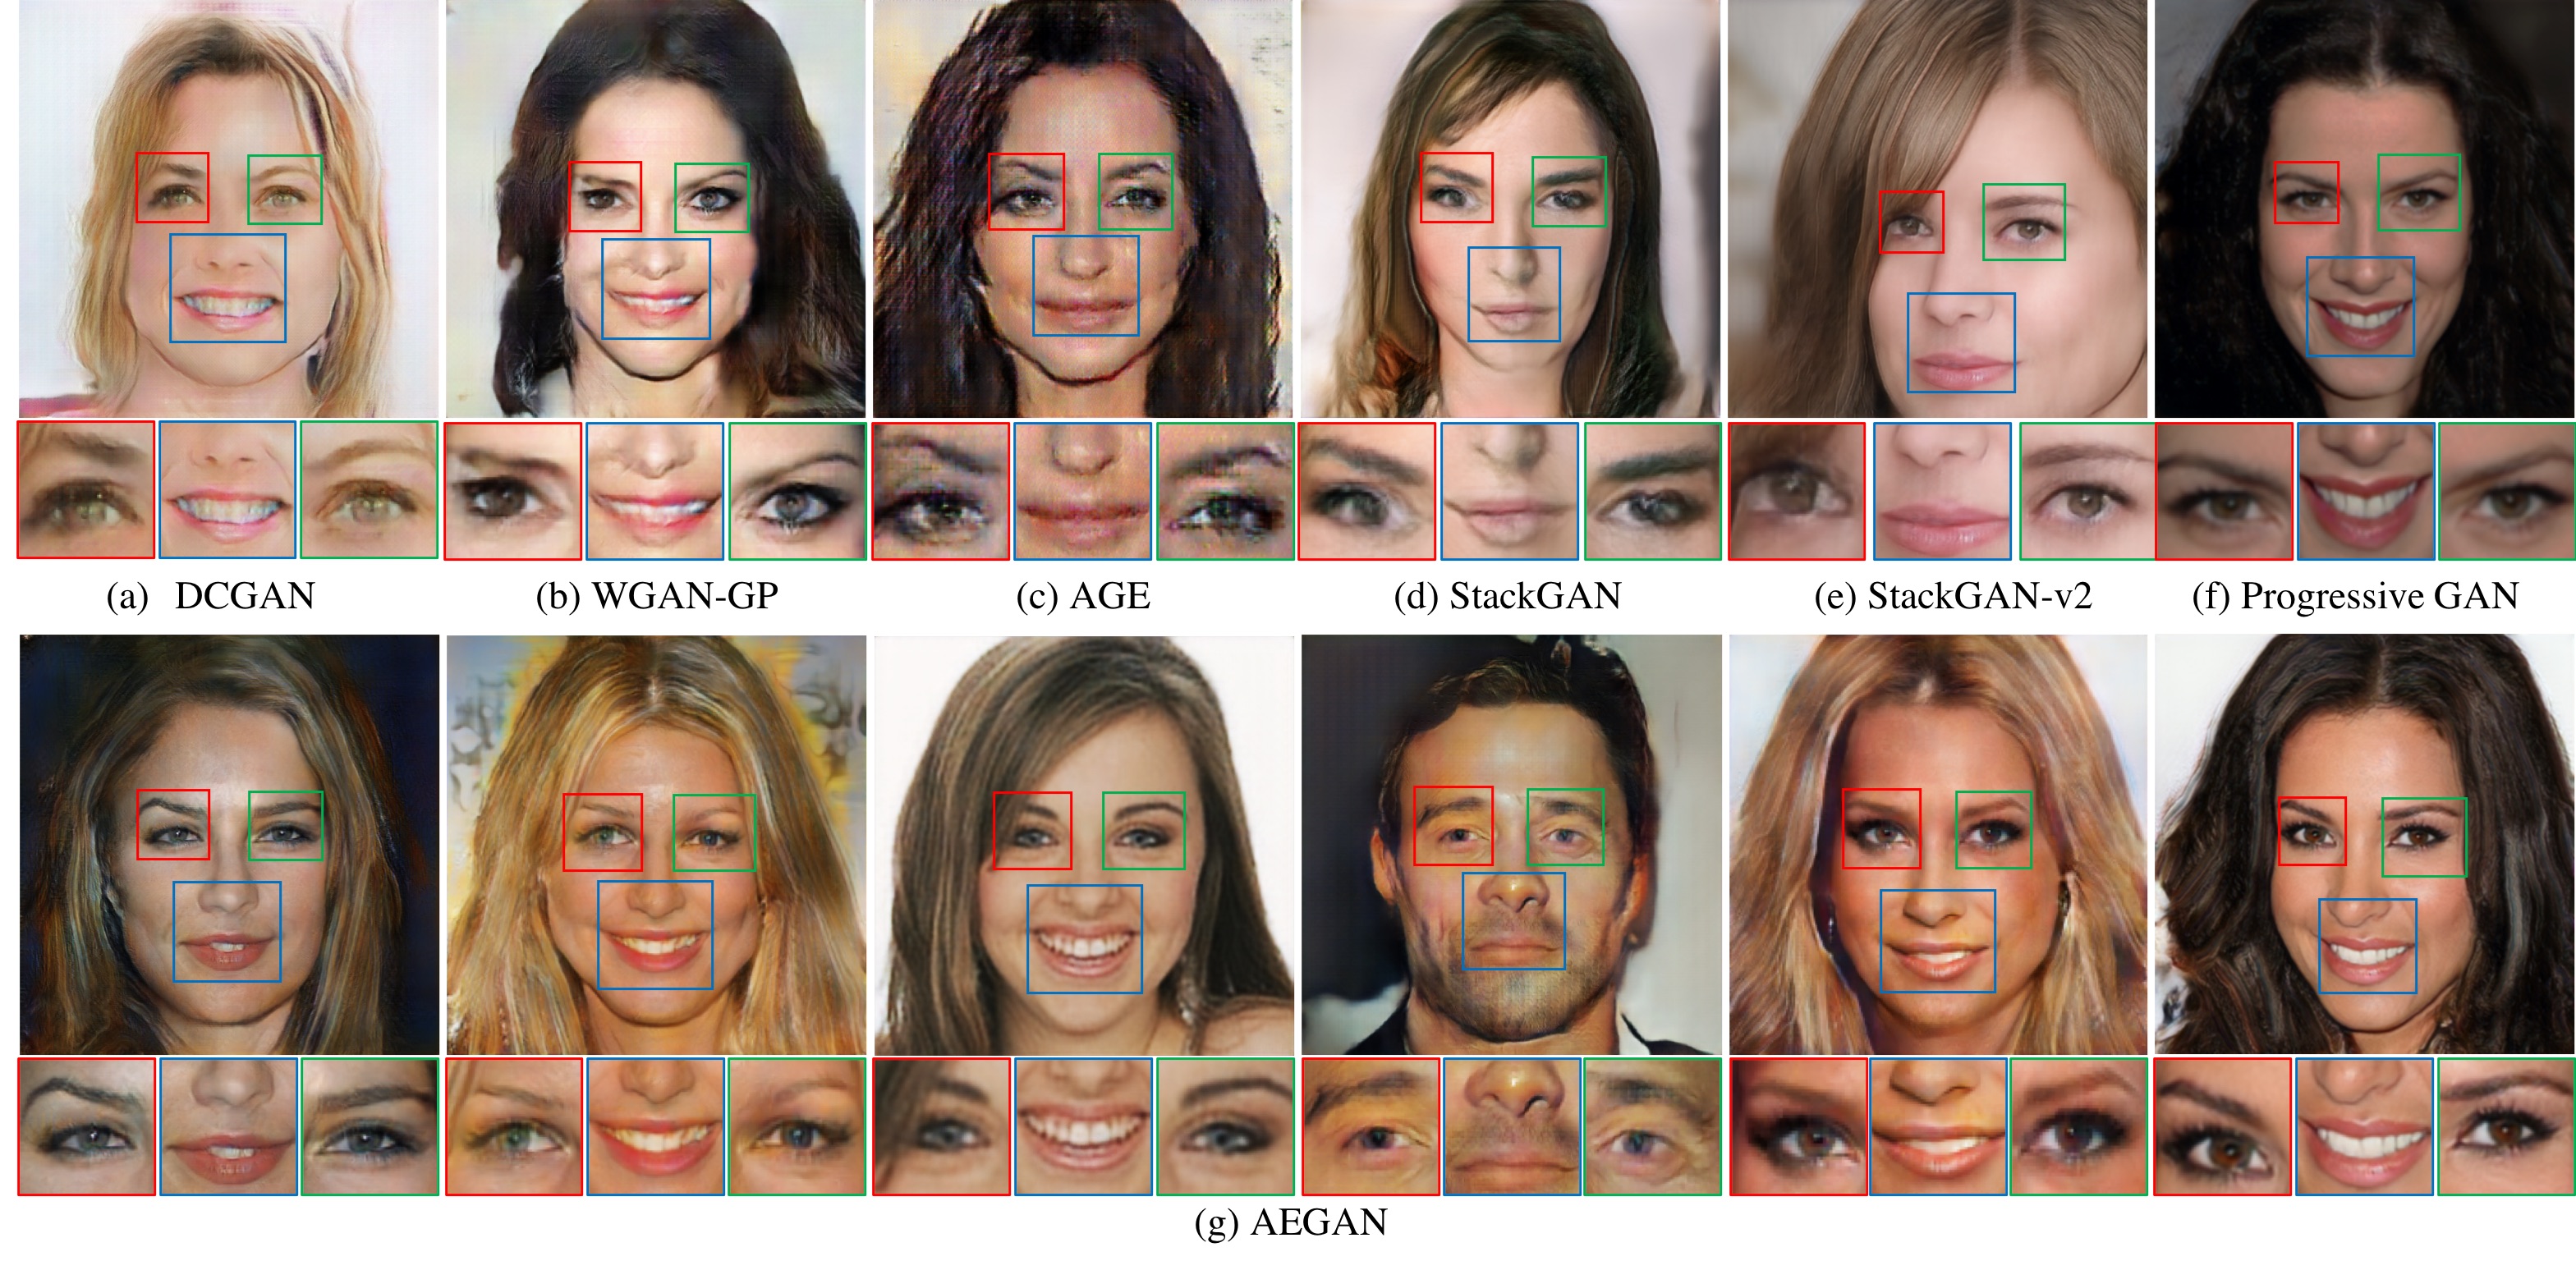 (a) DCGAN
(b) WGAN-GP
(c) AGE
(d) StackGAN
(e) StackGAN-v2
(f) Progressive GAN
(g) AEGAN